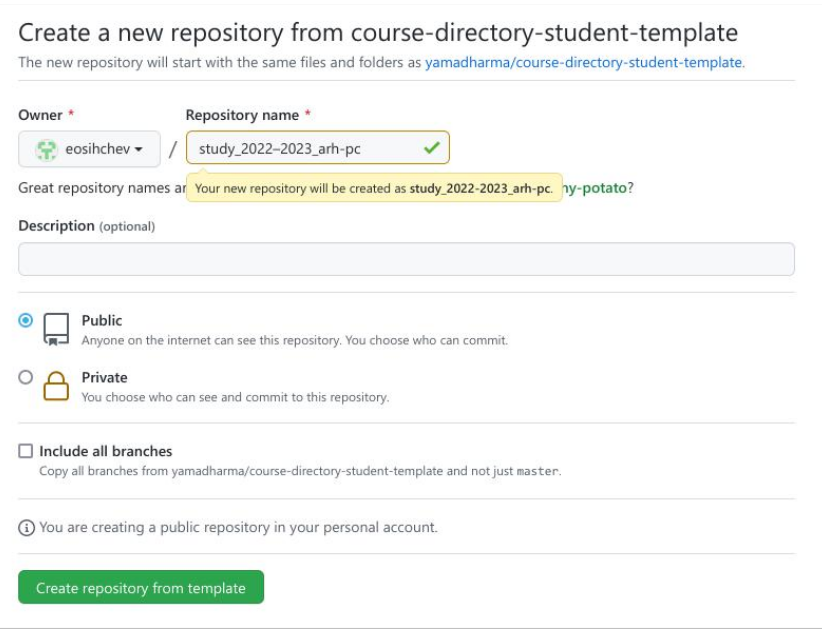 Create a new repository from course-directory-student-template
The new repository will start with the same files and folders as yamadharma/course-directory-student-template.
Owner * Repository name *
eosihchev / study_2022–2023_arh-pc
Great repository names Your new repository will be created as study_2022-2023_arh-pc. ny-potato?
Description (optional)
Public
Anyone on the internet can see this repository. You choose who can commit.
Private
You choose who can see and commit to this repository.
Include all branches
Copy all branches from yamadharma/course-directory-student-template and not just master.
You are creating a public repository in your personal account.
Create repository from template